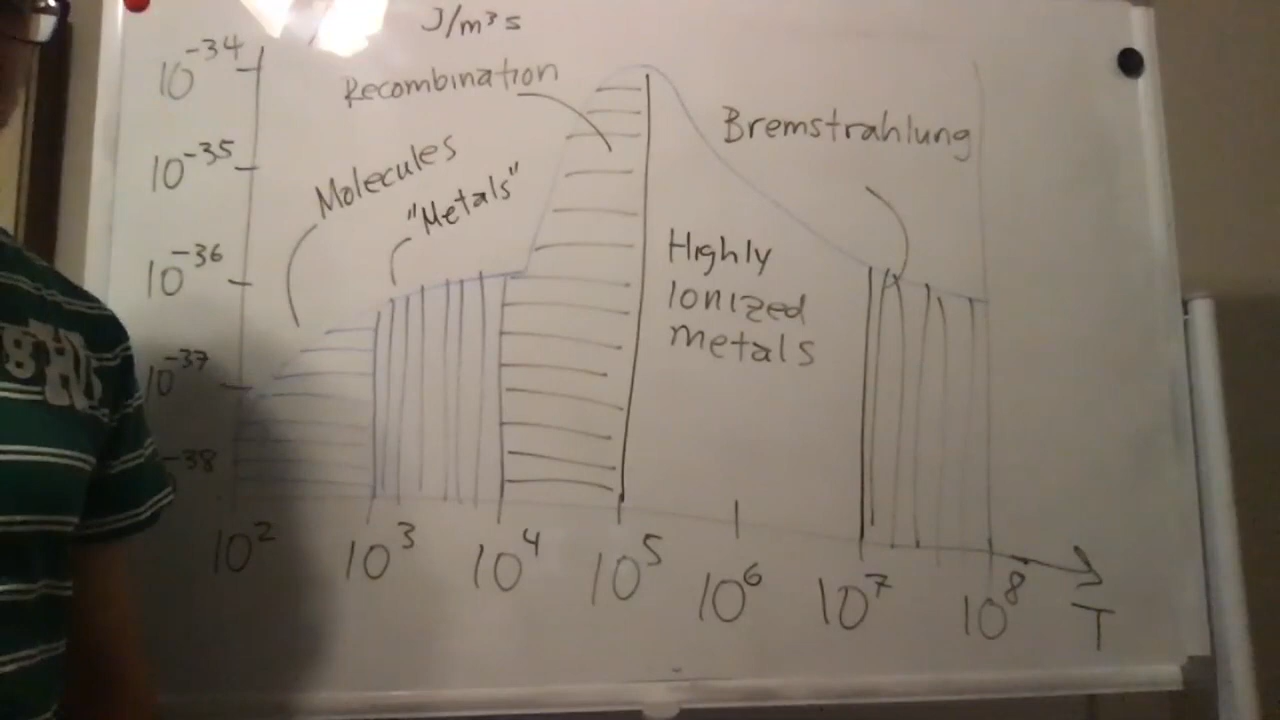 J/m³s
10⁻³⁴
Recombination
Bremstrahlung
10⁻³⁵
Molecules
"Metals"
10⁻³⁶
Highly
Ionized
metals
10⁻³⁷
⁻³⁸
10² 10³ 10⁴ 10⁵ 10⁶ 10⁷ 10⁸ T